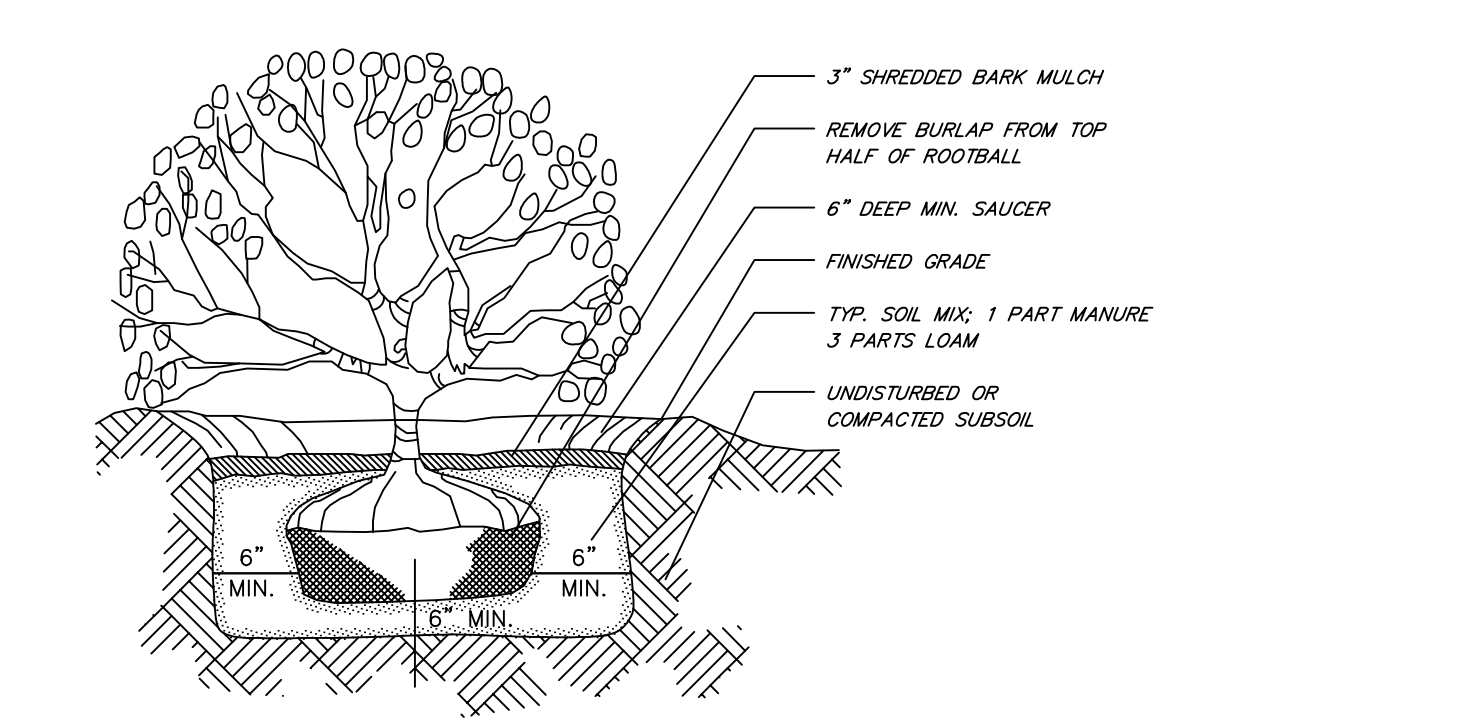 3” SHREDDED BARK MULCH
REMOVE BURLAP FROM TOP
HALF OF ROOTBALL
6” DEEP MIN. SAUCER
FINISHED GRADE
TYP. SOIL MIX; 1 PART MANURE
3 PARTS LOAM
UNDISTURBED OR
COMPACTED SUBSOIL
6”
MIN.
6”
MIN.
6” MIN.